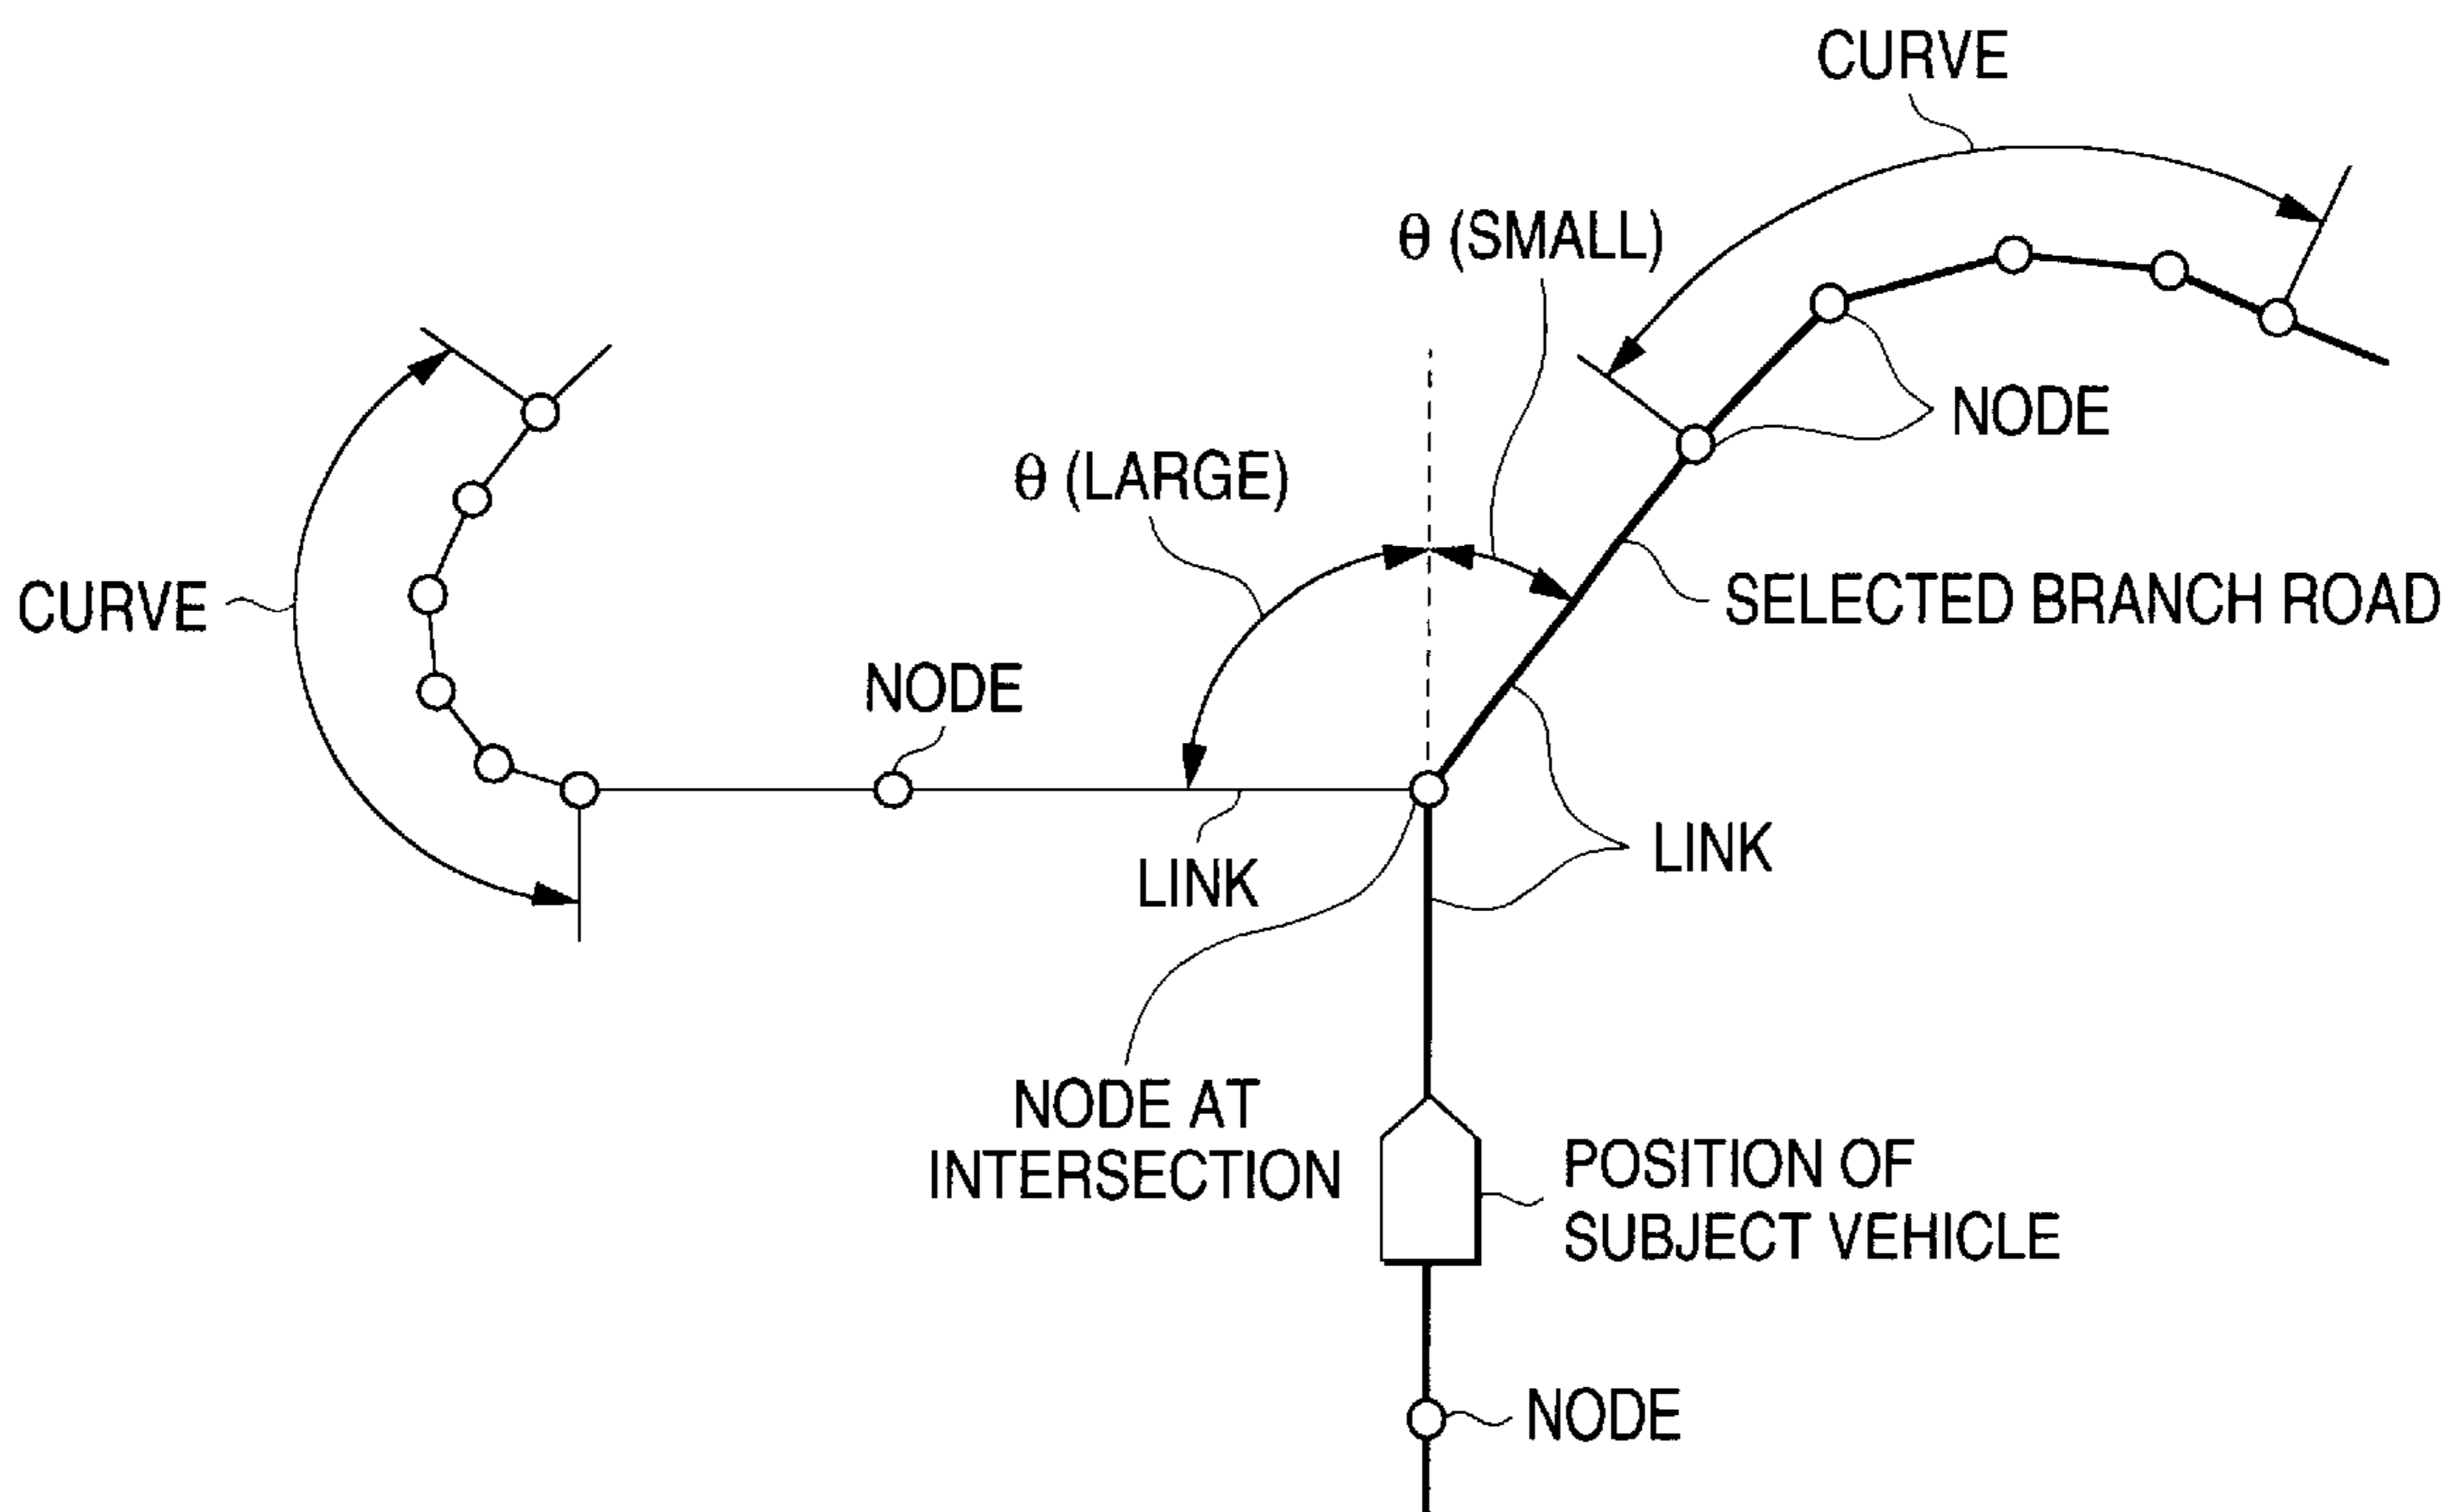 CURVE
θ (SMALL)
NODE
θ (LARGE)
CURVE
SELECTED BRANCH ROAD
NODE
LINK
LINK
NODE AT
INTERSECTION
POSITION OF
SUBJECT VEHICLE
NODE